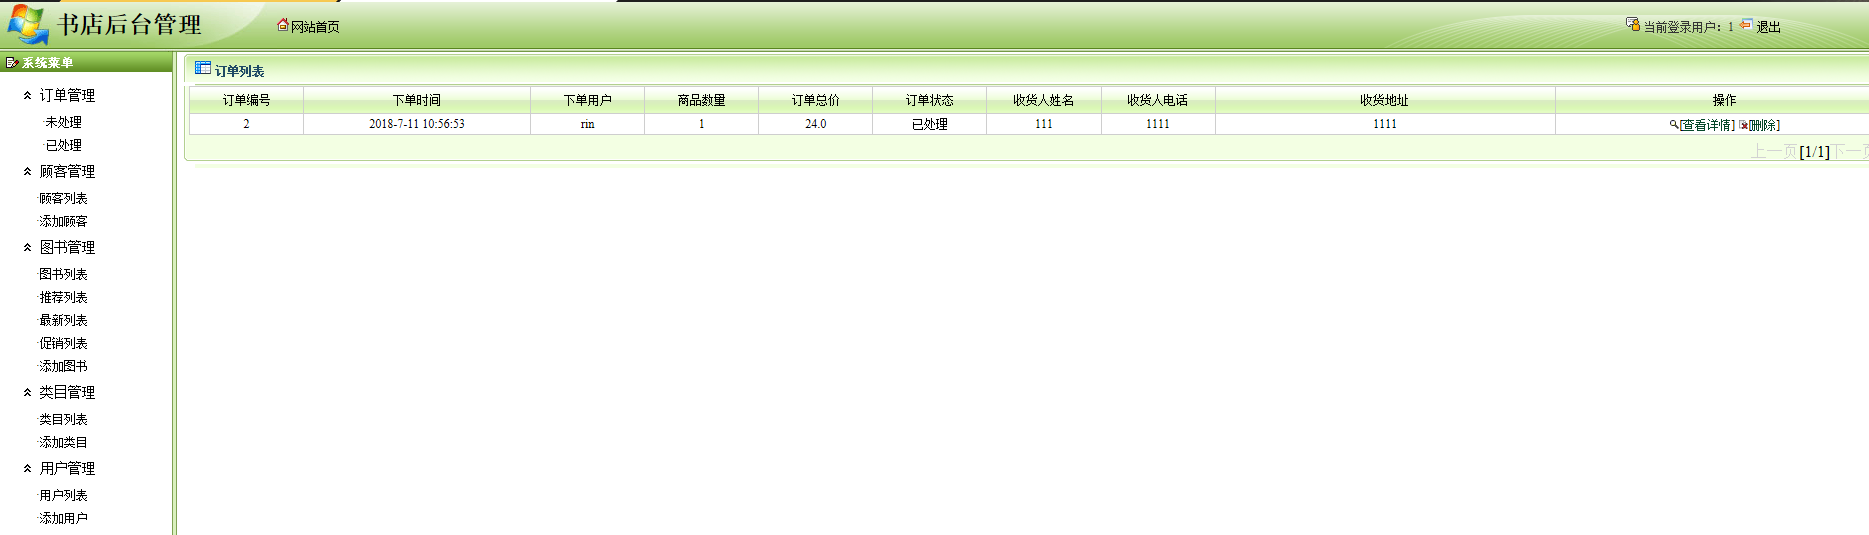 书店后台管理 网站首页 当前登录用户：1 退出
系统菜单
订单管理
·未处理
·已处理
顾客管理
·顾客列表
·添加顾客
图书管理
·图书列表
·推荐列表
·最新列表
·促销列表
·添加图书
类目管理
·类目列表
·添加类目
用户管理
·用户列表
·添加用户
订单列表
订单编号 下单时间 下单用户 商品数量 订单总价 订单状态 收货人姓名 收货人电话 收货地址 操作
2 2018-7-11 10:56:53 rin 1 24.0 已处理 111 1111 1111 [查看详情] [删除]
上一页[1/1]下一页